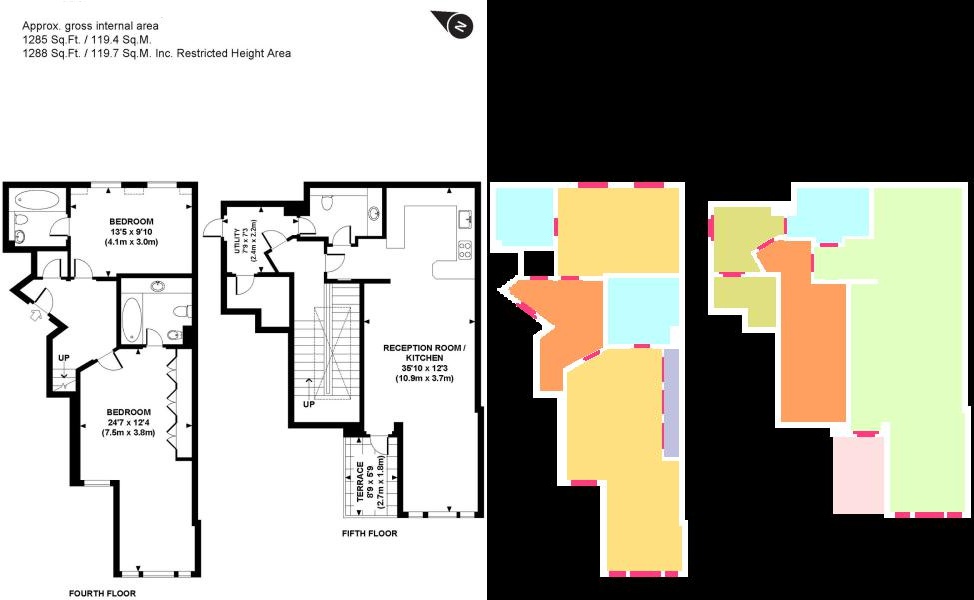 Approx. gross internal area
1285 Sq.Ft. / 119.4 Sq.M.
1288 Sq.Ft. / 119.7 Sq.M. Inc. Restricted Height Area
N
BEDROOM
13'5 x 9'10
(4.1m x 3.0m)
UP
BEDROOM
24'7 x 12'4
(7.5m x 3.8m)
FOURTH FLOOR
UTILITY
7'9 x 7'3
(2.4m x 2.2m)
UP
RECEPTION ROOM /
KITCHEN
35'10 x 12'3
(10.9m x 3.7m)
TERRACE
8'9 x 5'9
(2.7m x 1.8m)
FIFTH FLOOR